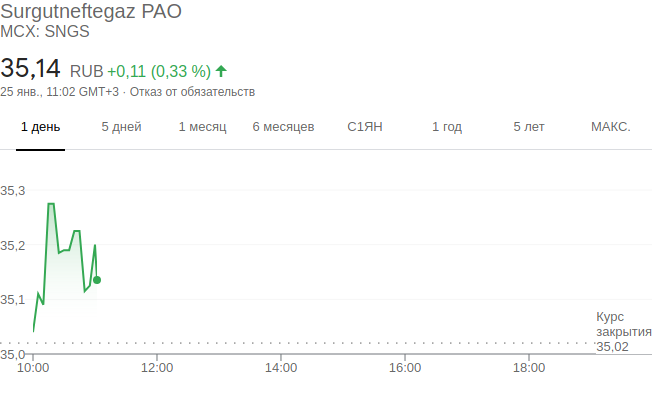 Surgutneftegaz PAO
MCX: SNGS
35,14 RUB +0,11 (0,33 %)
25 янв., 11:02 GMT+3 · Отказ от обязательств
1 день 5 дней 1 месяц 6 месяцев С1ЯН 1 год 5 лет МАКС.
35,3
35,2
35,1
35,0
Курс
закрытия
35,02
10:00 12:00 14:00 16:00 18:00